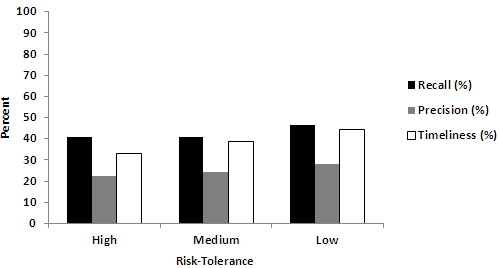 100
90
80
70
60
50
40
30
20
10
0
Percent
High Medium Low
Risk-Tolerance
Recall (%)
Precision (%)
Timeliness (%)